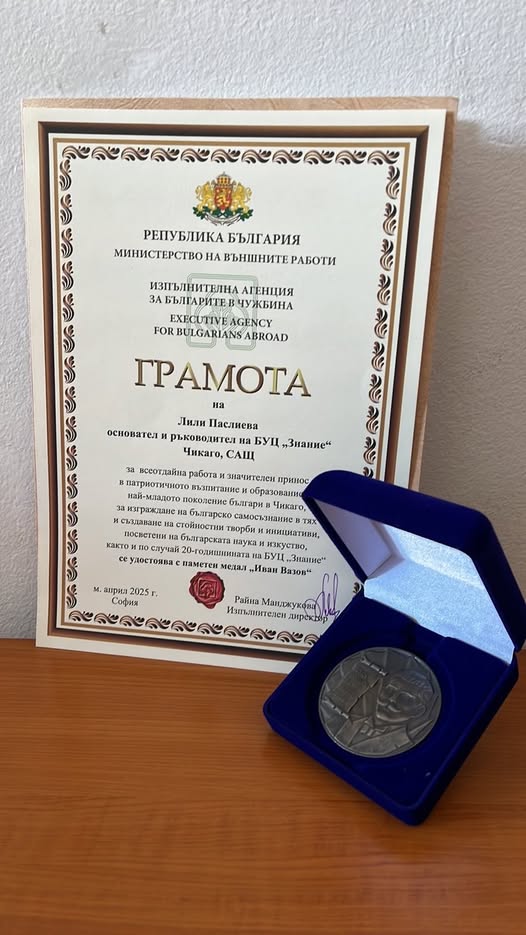 РЕПУБЛИКА БЪЛГАРИЯ
МИНИСТЕРСТВО НА ВЪНШНИТЕ РАБОТИ
ИЗПЪЛНИТЕЛНА АГЕНЦИЯ
ЗА БЪЛГАРИТЕ В ЧУЖБИНА
EXECUTIVE AGENCY
FOR BULGARIANS ABROAD
ГРАМОТА
на
Лили Паслиева
основател и ръководител на БУЦ „Знание“
Чикаго, САЩ
за всеотдайна работа и значителен принос
в патриотичното възпитание и образование
най-младото поколение българи в Чикаго,
за изграждане на българско самосъзнание в тях
и създаване на стойностни творби и инициативи,
посветени на българската наука и изкуство,
както и по случай 20-годишнината на БУЦ „Знание“
се удостоява с паметен медал „Иван Вазов“
м. април 2025 г.
София
Райна Манджукова
Изпълнителен директор